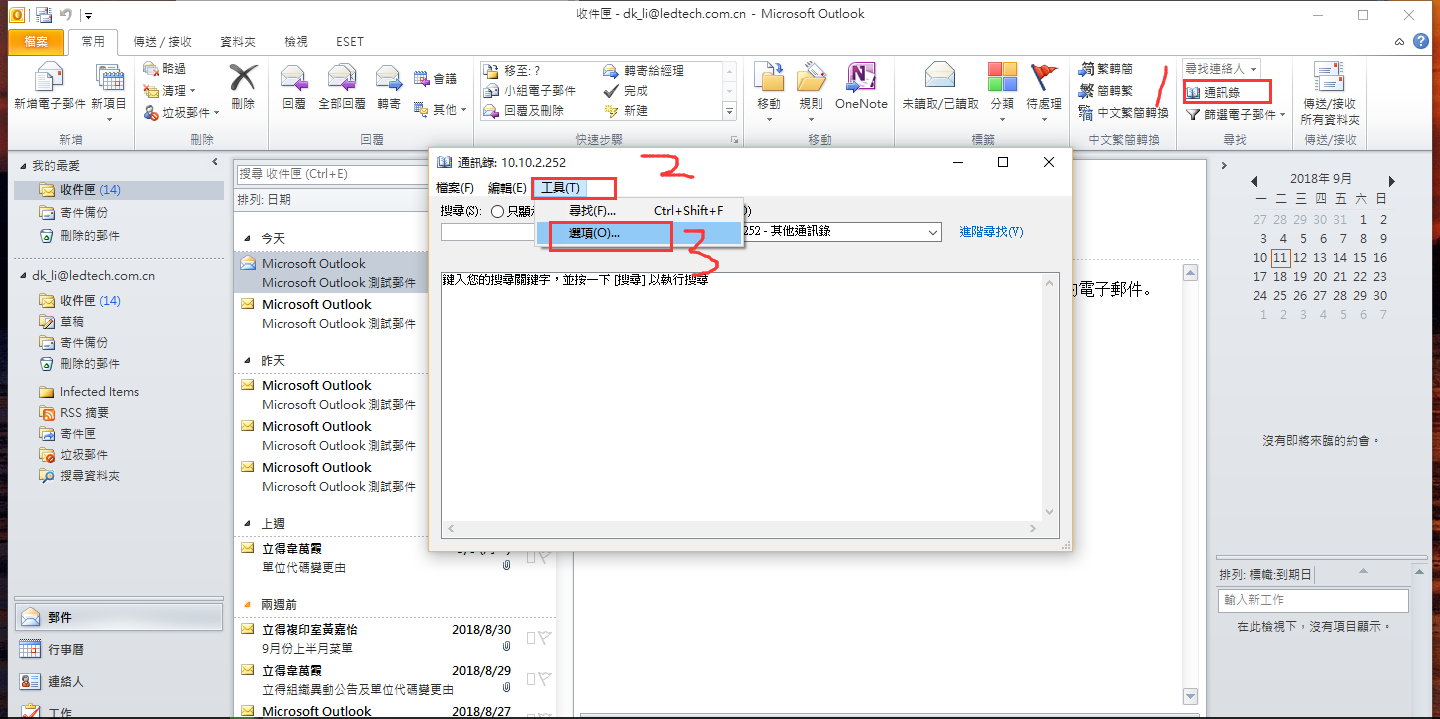 收件匣 - dk_li@ledtech.com.cn - Microsoft Outlook
檔案 常用 傳送 / 接收 資料夾 檢視 ESET
新增電子郵件 新項目
新增
略過
清理
垃圾郵件
刪除
刪除
回覆 全部回覆 轉寄
會議
其他
回覆
移至: ?
小組電子郵件
回覆及刪除
轉寄給經理
完成
新建
快速步驟
移動 規則 OneNote
移動
未讀取/已讀取 分類 待處理
標籤
繁轉簡
簡轉繁
中文繁簡轉換
中文繁簡轉換
1
尋找連絡人
通訊錄
篩選電子郵件
尋找
傳送/接收
所有資料夾
傳送/接收
我的最愛
收件匣 (14)
寄件備份
刪除的郵件
dk_li@ledtech.com.cn
收件匣 (14)
草稿
寄件備份
刪除的郵件
Infected Items
RSS 摘要
寄件匣
垃圾郵件
搜尋資料夾
郵件
行事曆
連絡人
工作
搜尋 收件匣 (Ctrl+E)
排列: 日期
今天
Microsoft Outlook
Microsoft Outlook 測試郵件
Microsoft Outlook
Microsoft Outlook 測試郵件
昨天
Microsoft Outlook
Microsoft Outlook 測試郵件
Microsoft Outlook
Microsoft Outlook 測試郵件
Microsoft Outlook
Microsoft Outlook 測試郵件
上週
立得韋萬霞
單位代碼變更由
兩週前
立得複印室黃嘉怡 2018/8/30
9月份上半月菜單
立得韋萬霞 2018/8/29
立得組織異動公告及單位代碼變更由
Microsoft Outlook 2018/8/27
通訊錄: 10.10.2.252
2
檔案(F) 編輯(E) 工具(T)
搜尋(S): 只顯
尋找(F)... Ctrl+Shift+F
選項(O)...
3
252 - 其他通訊錄
進階尋找(V)
鍵入您的搜尋關鍵字，並按一下 [搜尋] 以執行搜尋
的電子郵件。
2018年 9月
一 二 三 四 五 六 日
27 28 29 30 31 1 2
3 4 5 6 7 8 9
10 11 12 13 14 15 16
17 18 19 20 21 22 23
24 25 26 27 28 29 30
1 2 3 4 5 6 7
沒有即將來臨的約會。
排列: 標幟:到期日
輸入新工作
在此檢視下，沒有項目顯示。